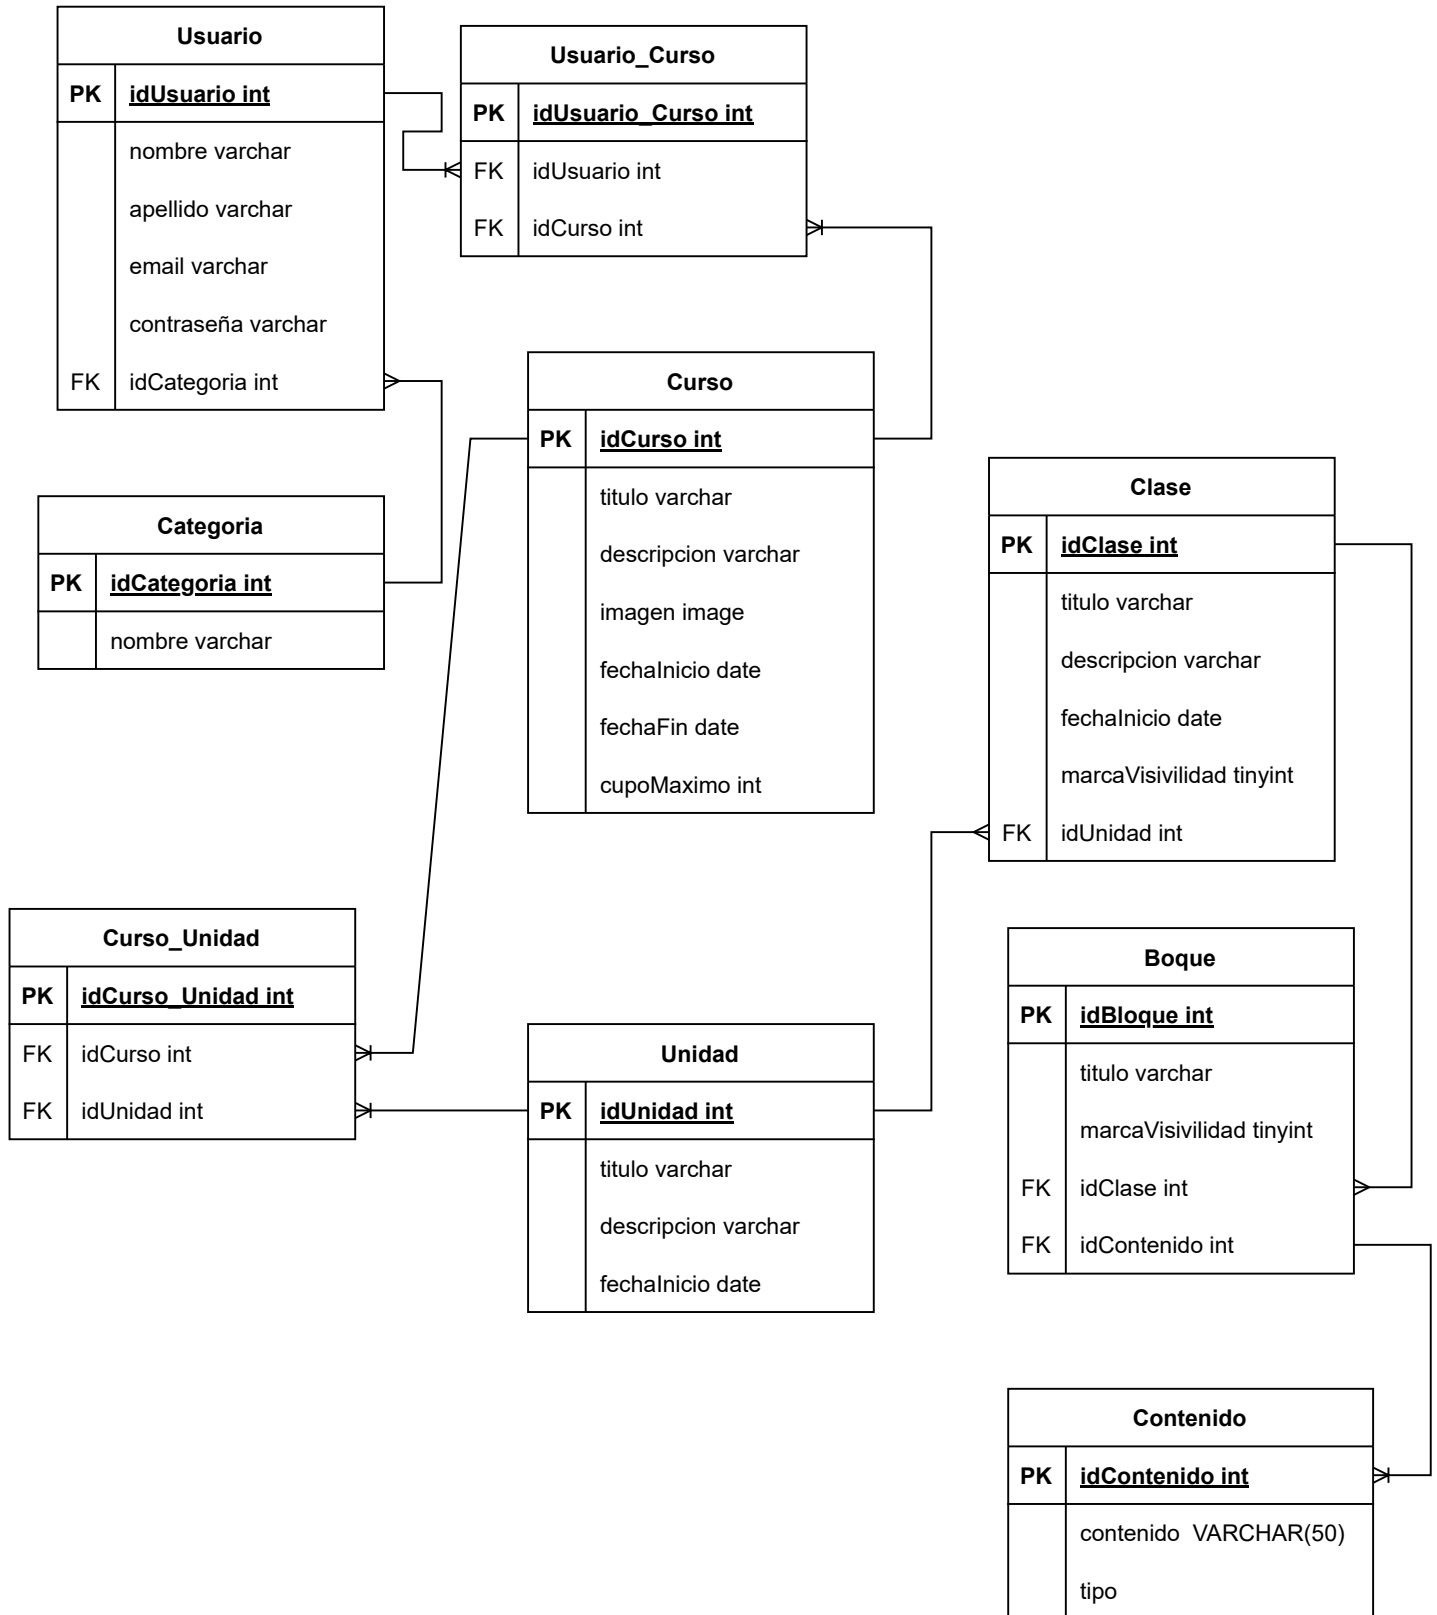 Usuario
PK idUsuario int
nombre varchar
apellido varchar
email varchar
contraseña varchar
FK idCategoria int
Usuario_Curso
PK idUsuario_Curso int
FK idUsuario int
FK idCurso int
Categoria
PK idCategoria int
nombre varchar
Curso
PK idCurso int
titulo varchar
descripcion varchar
imagen image
fechaInicio date
fechaFin date
cupoMaximo int
Clase
PK idClase int
titulo varchar
descripcion varchar
fechaInicio date
marcaVisivilidad tinyint
FK idUnidad int
Curso_Unidad
PK idCurso_Unidad int
FK idCurso int
FK idUnidad int
Unidad
PK idUnidad int
titulo varchar
descripcion varchar
fechaInicio date
Boque
PK idBloque int
titulo varchar
marcaVisivilidad tinyint
FK idClase int
FK idContenido int
Contenido
PK idContenido int
contenido VARCHAR(50)
tipo